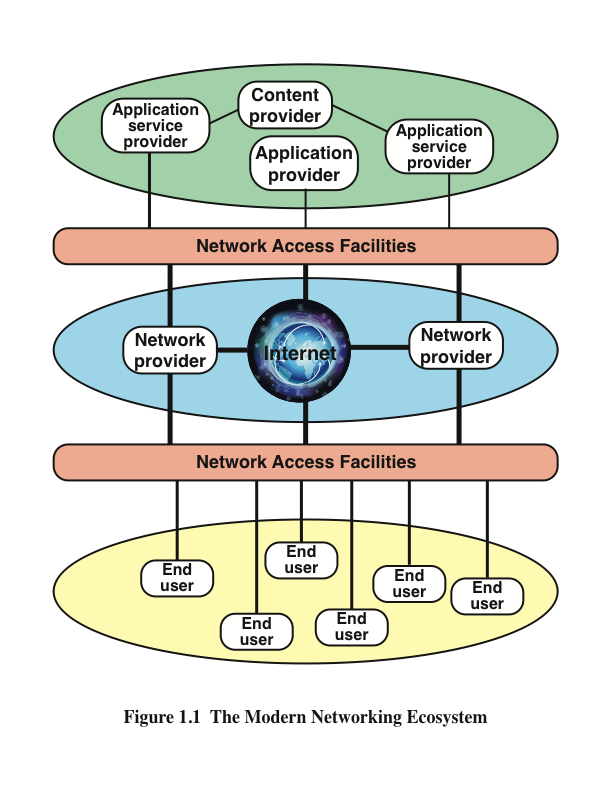 Content
provider
Application
service
provider
Application
service
provider
Application
provider
Network Access Facilities
Network
provider
Internet
Network
provider
Network Access Facilities
End
user
End
user
End
user
End
user
End
user
End
user
Figure 1.1 The Modern Networking Ecosystem